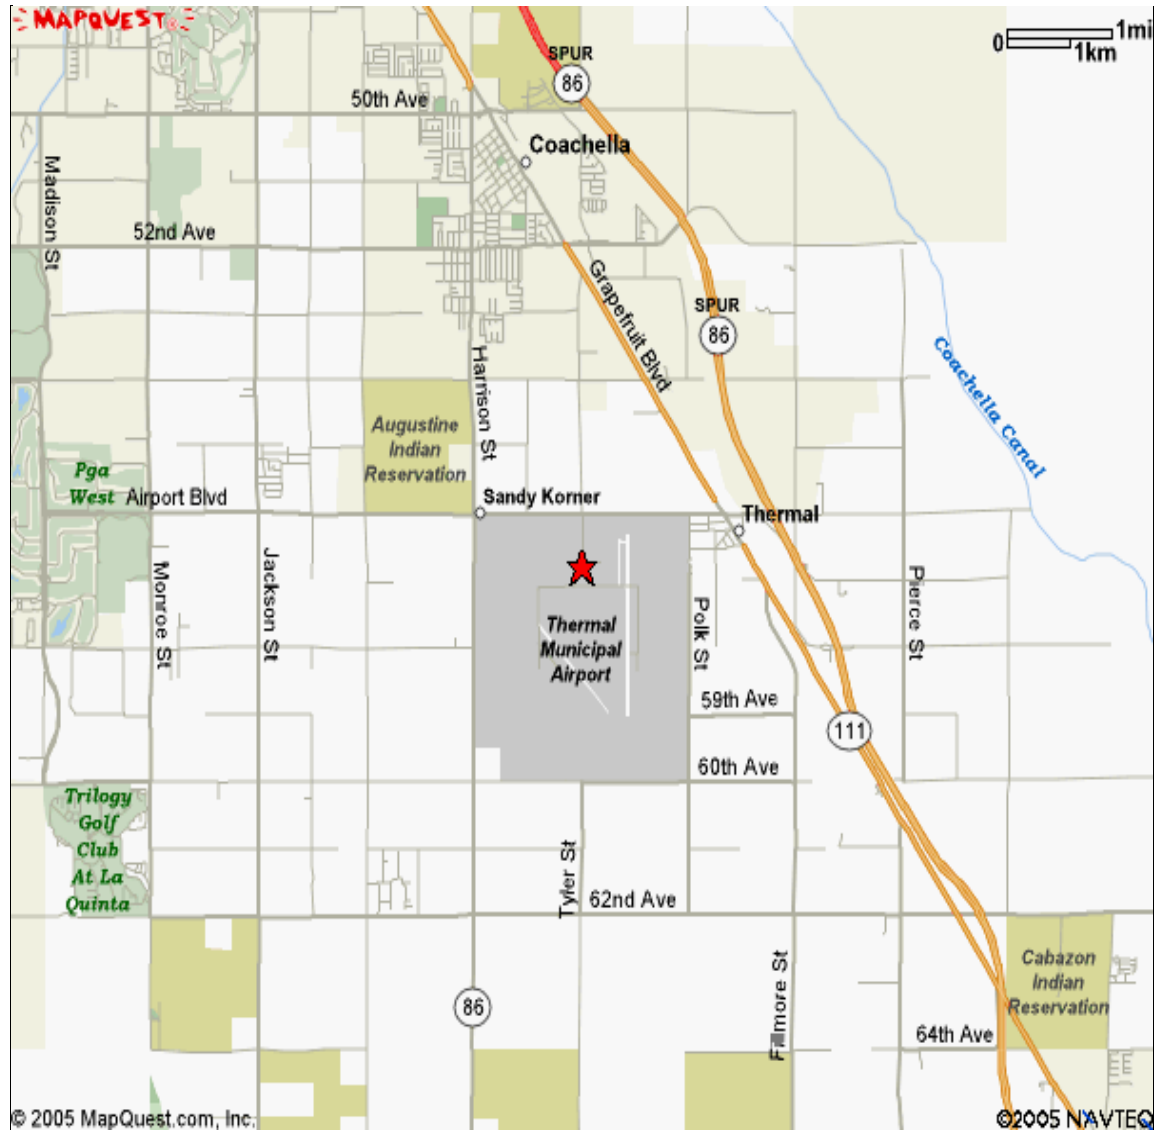 MAPQUEST
®
1mi
0
1km
SPUR
86
50th Ave
Coachella
Madison St
52nd Ave
Grapefruit Blvd
SPUR
86
Coachella Canal
Harrison St
Augustine
Indian
Reservation
Pga
West
Airport Blvd
Sandy Korner
Thermal
Monroe St
Jackson St
Thermal
Municipal
Airport
Polk St
Pierce St
59th Ave
111
60th Ave
Trilogy
Golf
Club
At La
Quinta
Tyler St
62nd Ave
Fillmore St
Cabazon
Indian
Reservation
86
64th Ave
© 2005 MapQuest.com, Inc.
©2005 NAVTEQ